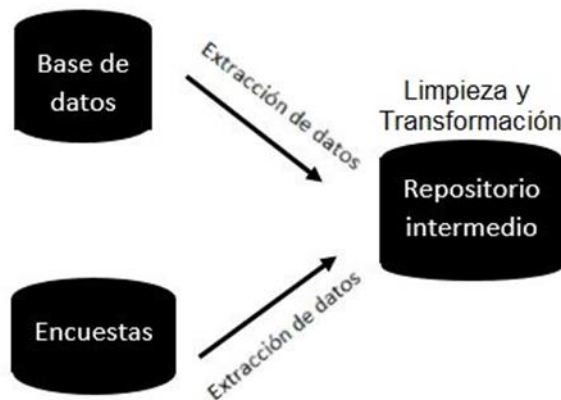 Base de
datos
Extracción de datos
Limpieza y
Transformación
Repositorio
intermedio
Encuestas
Extracción de datos